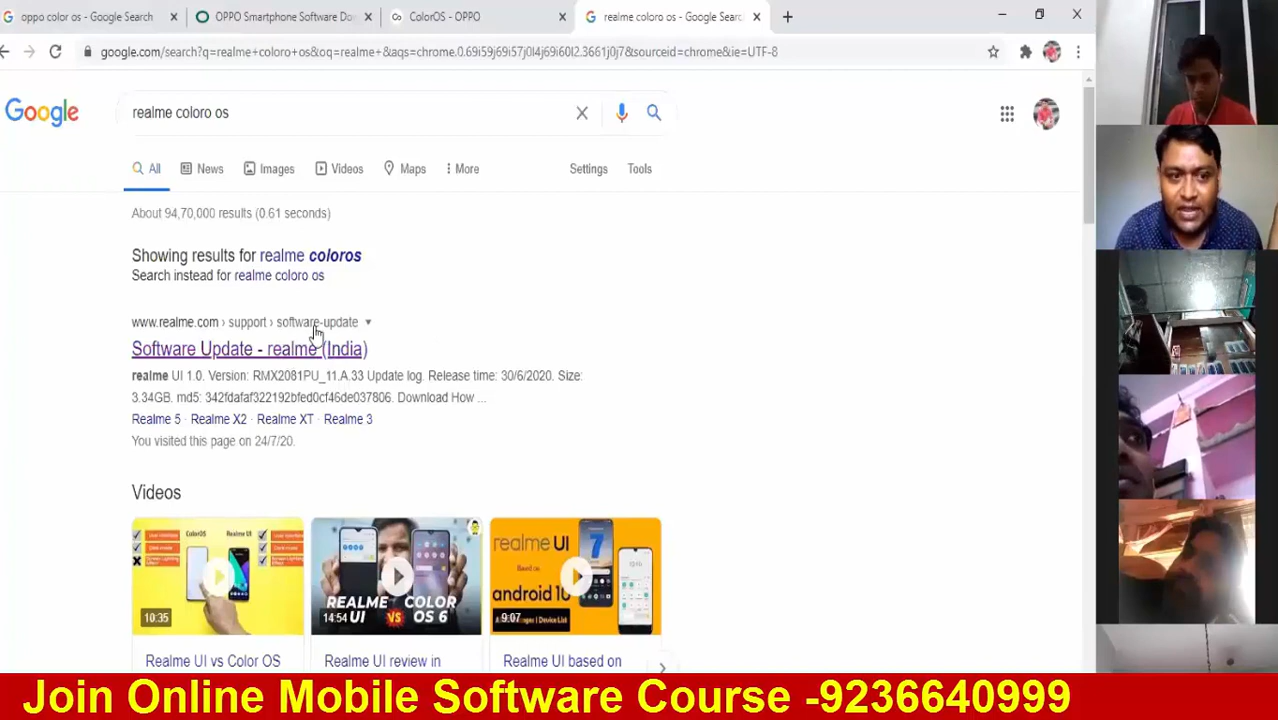 oppo color os - Google Search
OPPO Smartphone Software Do
ColorOS - OPPO
realme coloro os - Google Searc
google.com/search?q=realme+coloro+os&oq=realme+&aqs=chrome.0.69i59j69i57j0l4j69i60l2.3661j0j7&sourceid=chrome&ie=UTF-8
Google
realme coloro os
All
News
Images
Videos
Maps
More
Settings
Tools
About 94,70,000 results (0.61 seconds)
Showing results for realme coloros
Search instead for realme coloro os
www.realme.com › support › software-update
Software Update - realme (India)
realme UI 1.0. Version: RMX2081PU_11.A.33 Update log. Release time: 30/6/2020. Size:
3.34GB. md5: 342fdafaf322192bfed0cf46de037806. Download How ...
Realme 5 · Realme X2 · Realme XT · Realme 3
You visited this page on 24/7/20.
Videos
ColorOS
Realme UI
10:35
REALME UI VS COLOR OS 6
14:54
realme UI
Based on
android 10
7
9:07
Realme UI vs Color OS
Realme UI review in
Realme UI based on
Join Online Mobile Software Course -9236640999